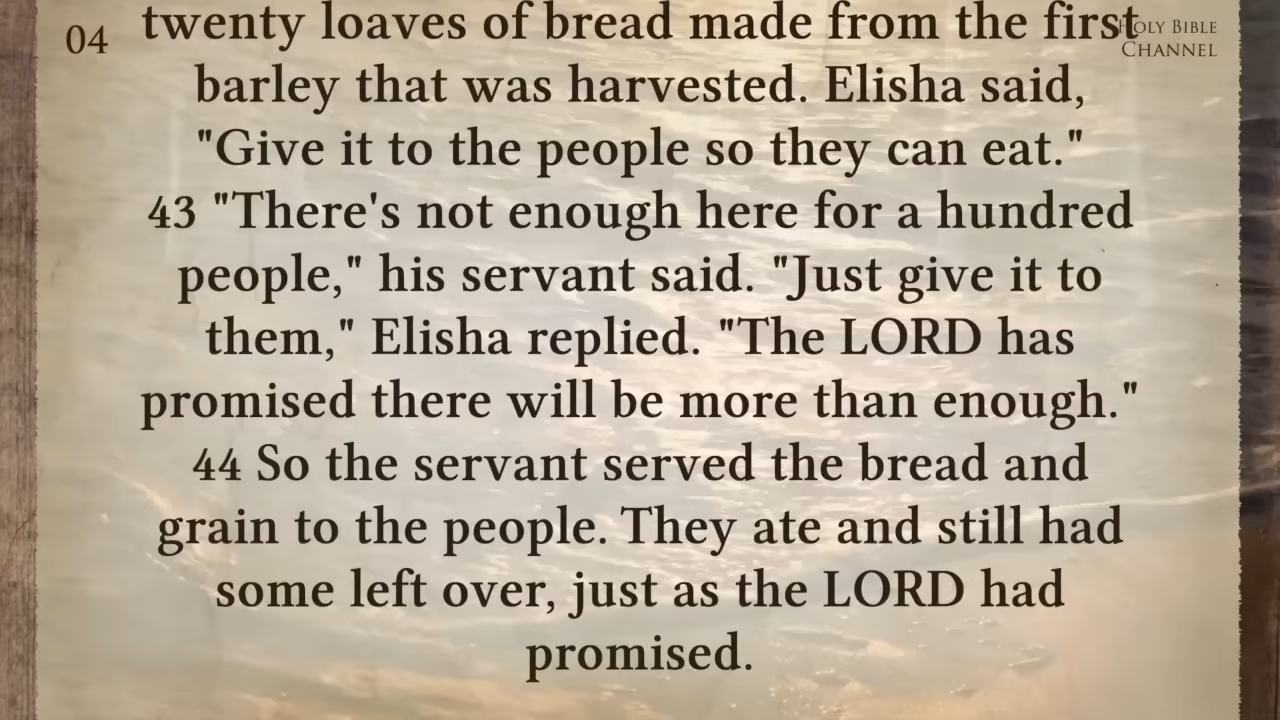 04
twenty loaves of bread made from the first
HOLY BIBLE
CHANNEL
barley that was harvested. Elisha said,
"Give it to the people so they can eat."
43 "There's not enough here for a hundred
people," his servant said. "Just give it to
them," Elisha replied. "The LORD has
promised there will be more than enough."
44 So the servant served the bread and
grain to the people. They ate and still had
some left over, just as the LORD had
promised.